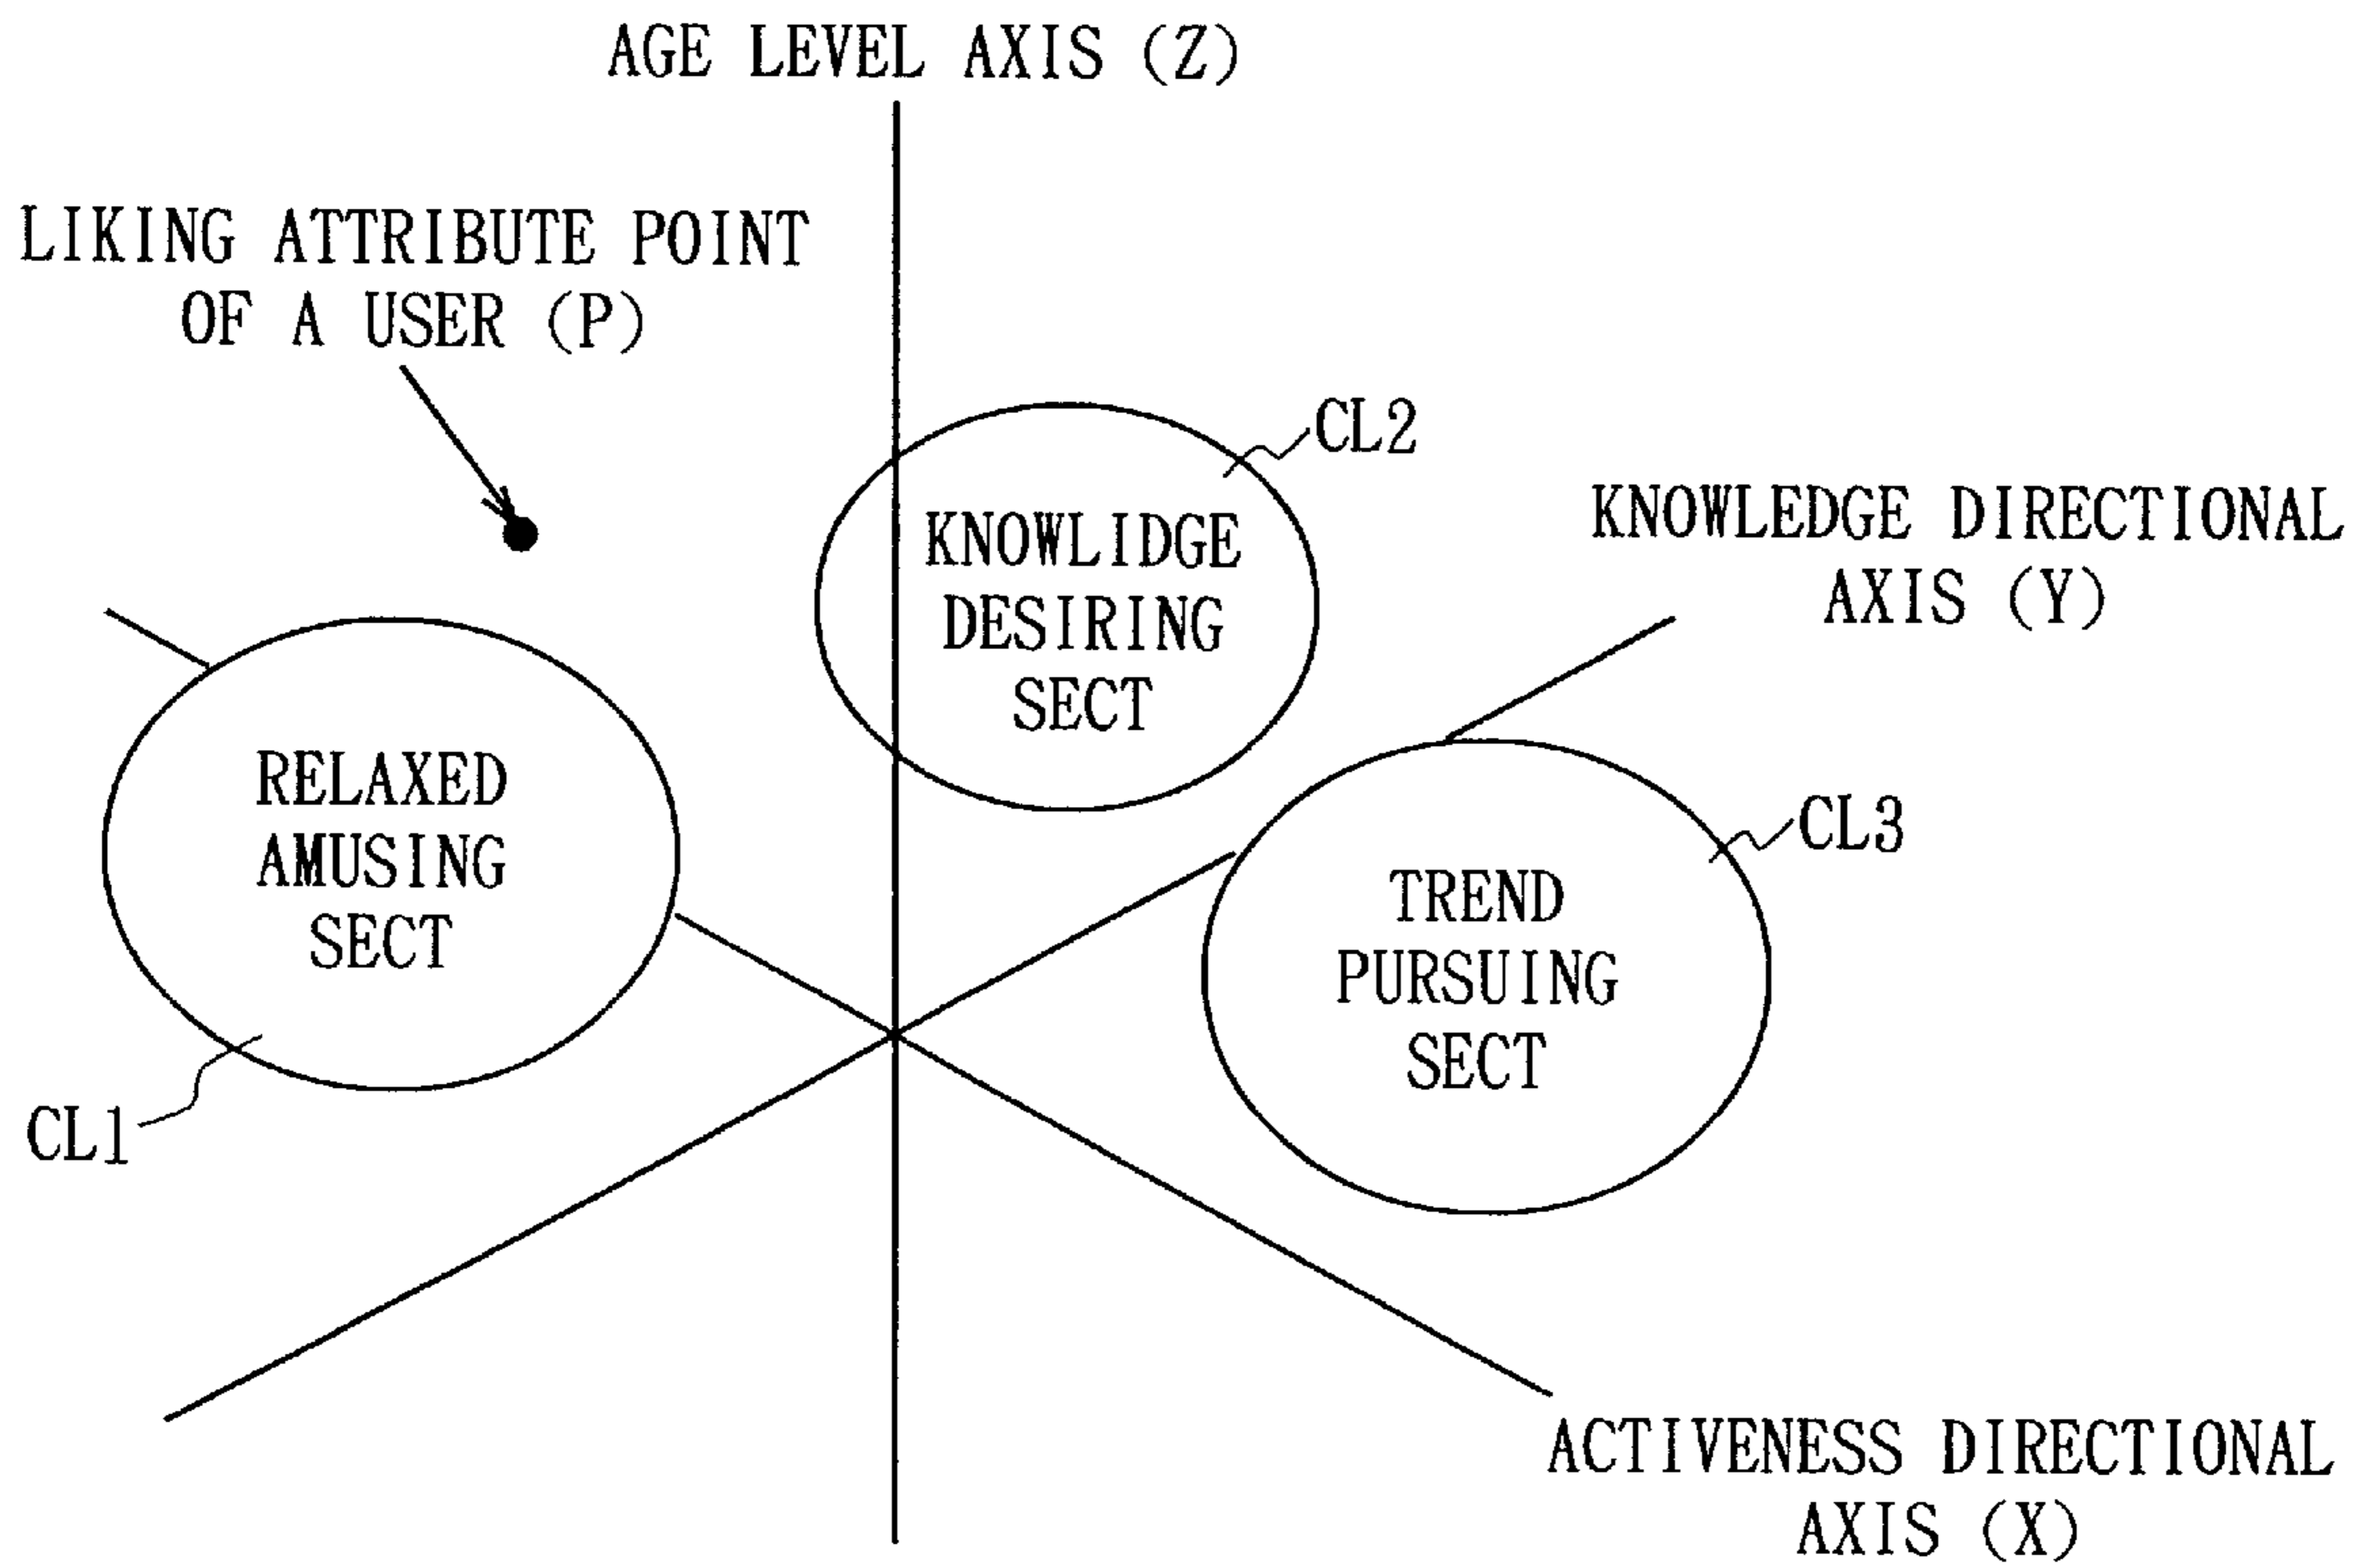 AGE LEVEL AXIS (Z)
LIKING ATTRIBUTE POINT
OF A USER (P)
CL2
KNOWLEDGE DIRECTIONAL
AXIS (Y)
KNOWLIDGE
DESIRING
SECT
RELAXED
AMUSING
SECT
CL3
TREND
PURSUING
SECT
CL1
ACTIVENESS DIRECTIONAL
AXIS (X)